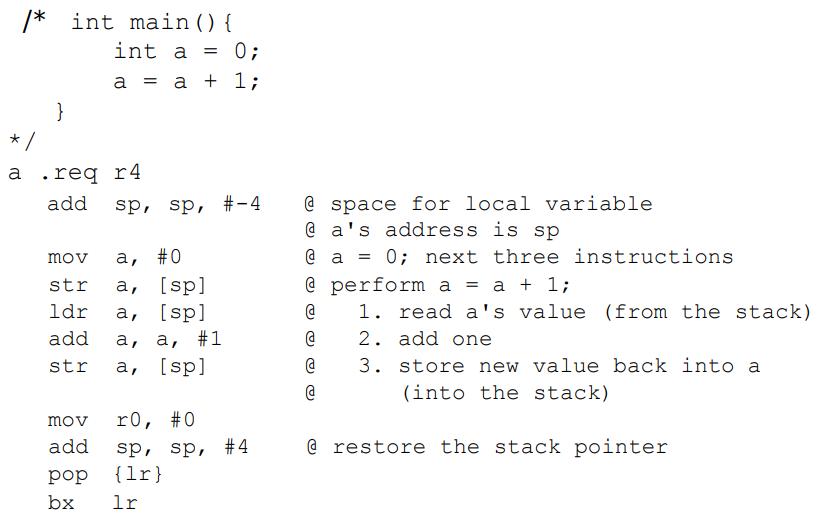 /* int main(){
int a = 0;
a = a + 1;
}
*/
a .req r4
add sp, sp, #-4 @ space for local variable
@ a's address is sp
mov a, #0 @ a = 0; next three instructions
str a, [sp] @ perform a = a + 1;
ldr a, [sp] @ 1. read a's value (from the stack)
add a, a, #1 @ 2. add one
str a, [sp] @ 3. store new value back into a
@ (into the stack)
mov r0, #0
add sp, sp, #4 @ restore the stack pointer
pop {lr}
bx lr